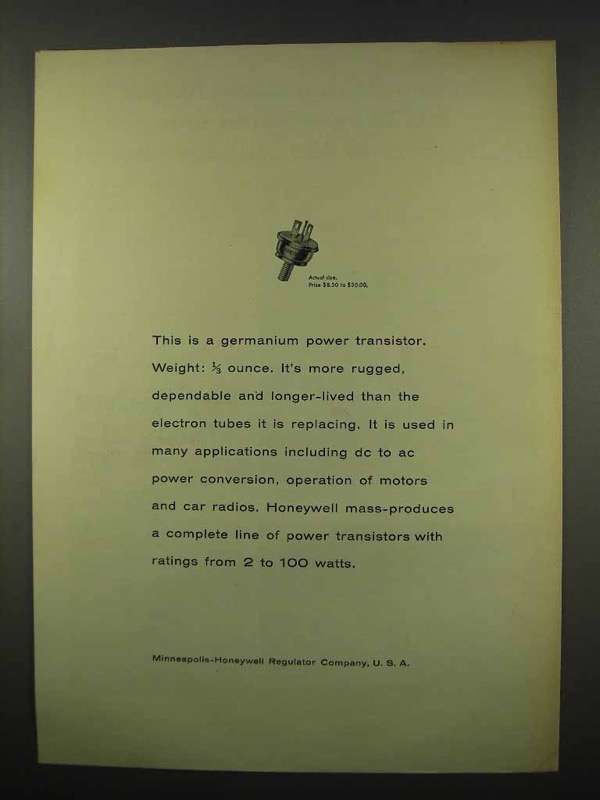 Actual size.
Price $8.50 to $50.00.
This is a germanium power transistor.
Weight: ⅓ ounce. It's more rugged,
dependable and longer-lived than the
electron tubes it is replacing. It is used in
many applications including dc to ac
power conversion, operation of motors
and car radios. Honeywell mass-produces
a complete line of power transistors with
ratings from 2 to 100 watts.
Minneapolis-Honeywell Regulator Company, U. S. A.